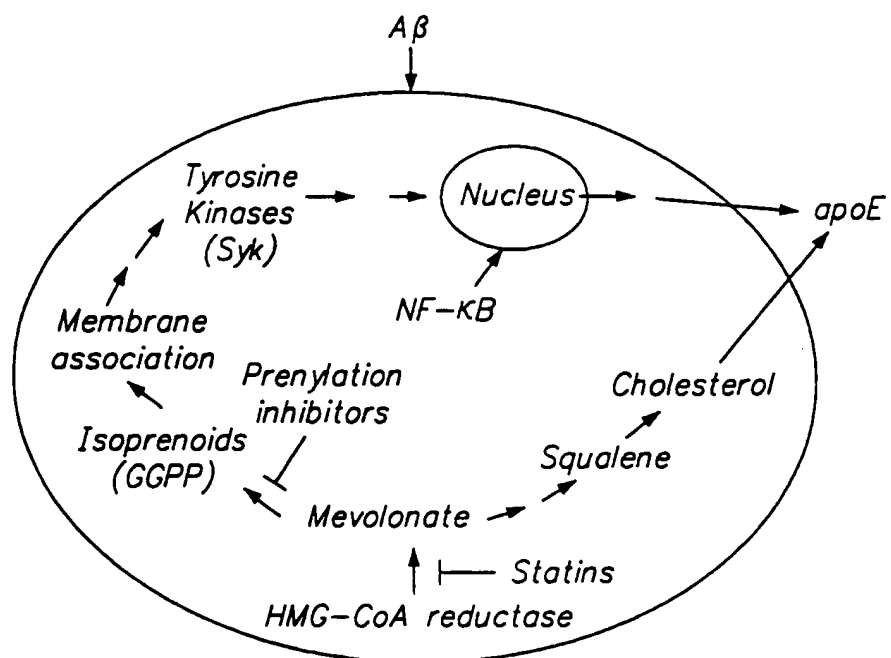 Aβ
Tyrosine
Kinases
(Syk)
Nucleus
apoE
NF-κB
Membrane
association
Prenylation
inhibitors
Cholesterol
Isoprenoids
(GGPP)
Squalene
Mevolonate
Statins
HMG-CoA reductase